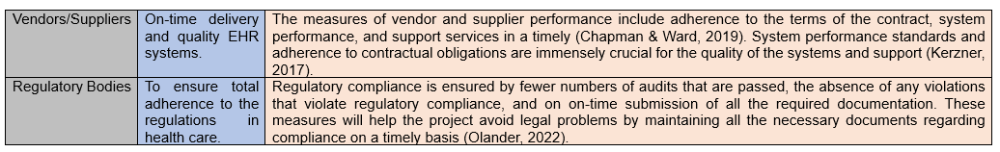 Vendors/Suppliers
On-time delivery
and quality EHR
systems.
The measures of vendor and supplier performance include adherence to the terms of the contract, system
performance, and support services in a timely (Chapman & Ward, 2019). System performance standards and
adherence to contractual obligations are immensely crucial for the quality of the systems and support (Kerzner,
2017).
Regulatory Bodies
To ensure total
adherence to the
regulations in
health care.
Regulatory compliance is ensured by fewer numbers of audits that are passed, the absence of any violations
that violate regulatory compliance, and on on-time submission of all the required documentation. These
measures will help the project avoid legal problems by maintaining all the necessary documents regarding
compliance on a timely basis (Olander, 2022).